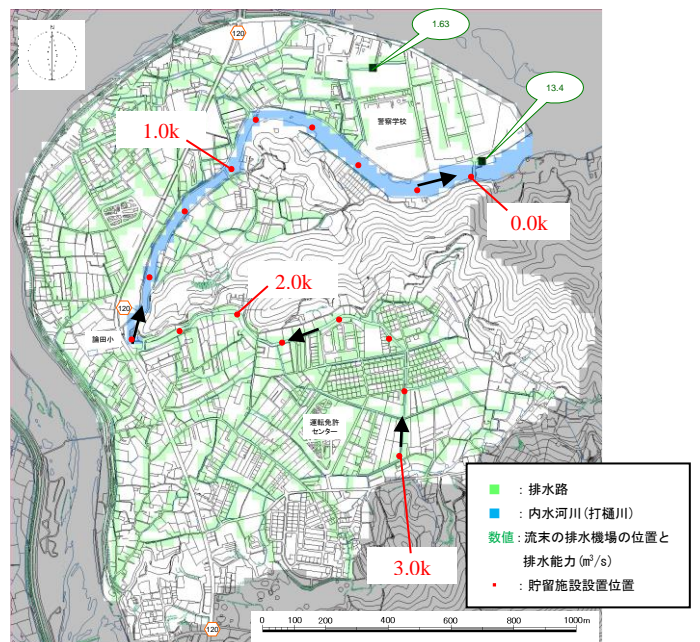 N
120
1.63
13.4
警察学校
1.0k
0.0k
2.0k
120
論田小
運転免許
センター
3.0k
120
: 排水路
: 内水河川(打樋川)
数値 : 流末の排水機場の位置と
排水能力(m³/s)
: 貯留施設設置位置
0 200 400 600 800 1000m